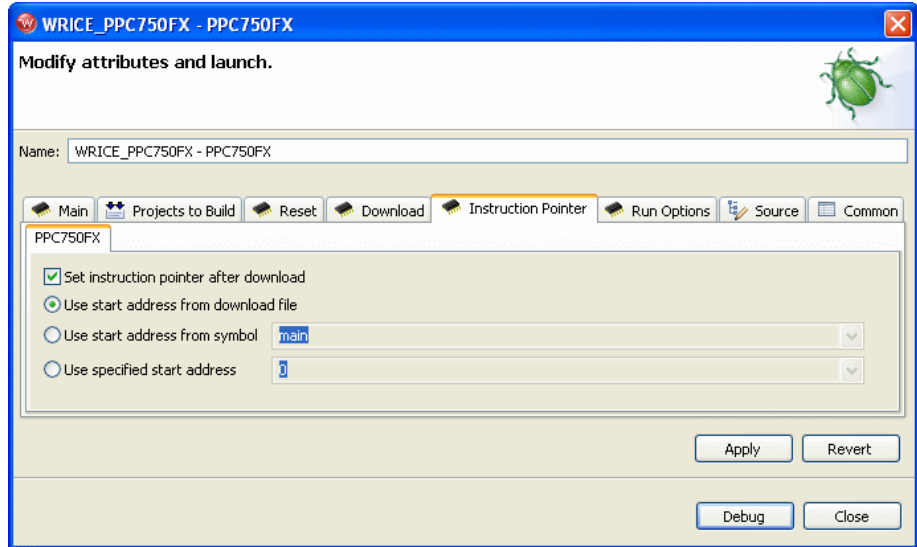 WRICE_PPC750FX - PPC750FX
Modify attributes and launch.
Name: WRICE_PPC750FX - PPC750FX
Main Projects to Build Reset Download Instruction Pointer Run Options Source Common
PPC750FX
Set instruction pointer after download
Use start address from download file
Use start address from symbol main
Use specified start address 0
Apply Revert
Debug Close